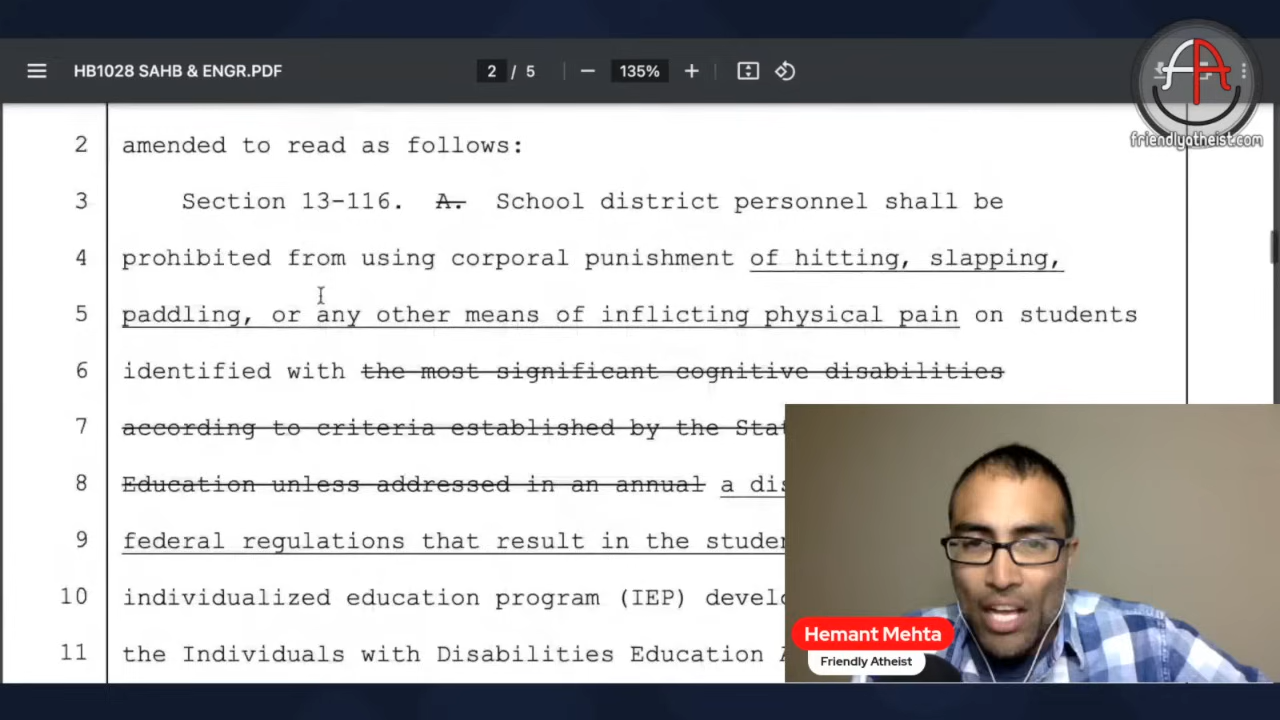 HB1028 SAHB & ENGR.PDF
2 / 5
135%
friendlyatheist.com
2 amended to read as follows:
3 Section 13-116. A. School district personnel shall be
4 prohibited from using corporal punishment of hitting, slapping,
5 paddling, or any other means of inflicting physical pain on students
6 identified with the most significant cognitive disabilities
7 according to criteria established by the
8 Education unless addressed in an annual a
9 federal regulations that result in the
10 individualized education program (IEP)
11 the Individuals with Disabilities Education
Hemant Mehta
Friendly Atheist